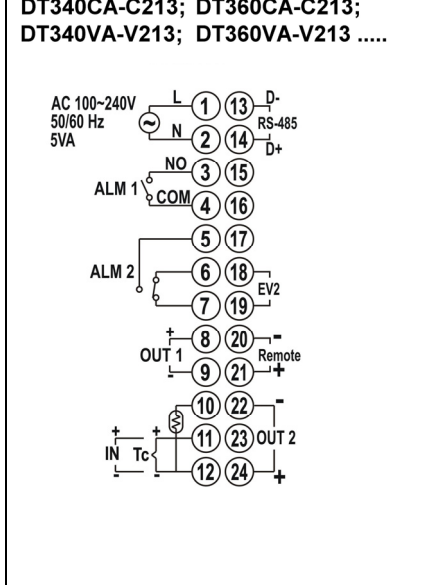 DT340CA-C213; DT360CA-C213;
DT340VA-V213; DT360VA-V213 .....
AC 100~240V
50/60 Hz
5VA
L
N
1
13
D-
RS-485
2
14
D+
ALM 1
NO
COM
3
15
4
16
5
17
ALM 2
6
18
EV2
7
19
+
8
20
-
OUT 1
Remote
-
9
21
+
10
22
-
+
+
11
23
OUT 2
IN
Tc
-
-
12
24
+